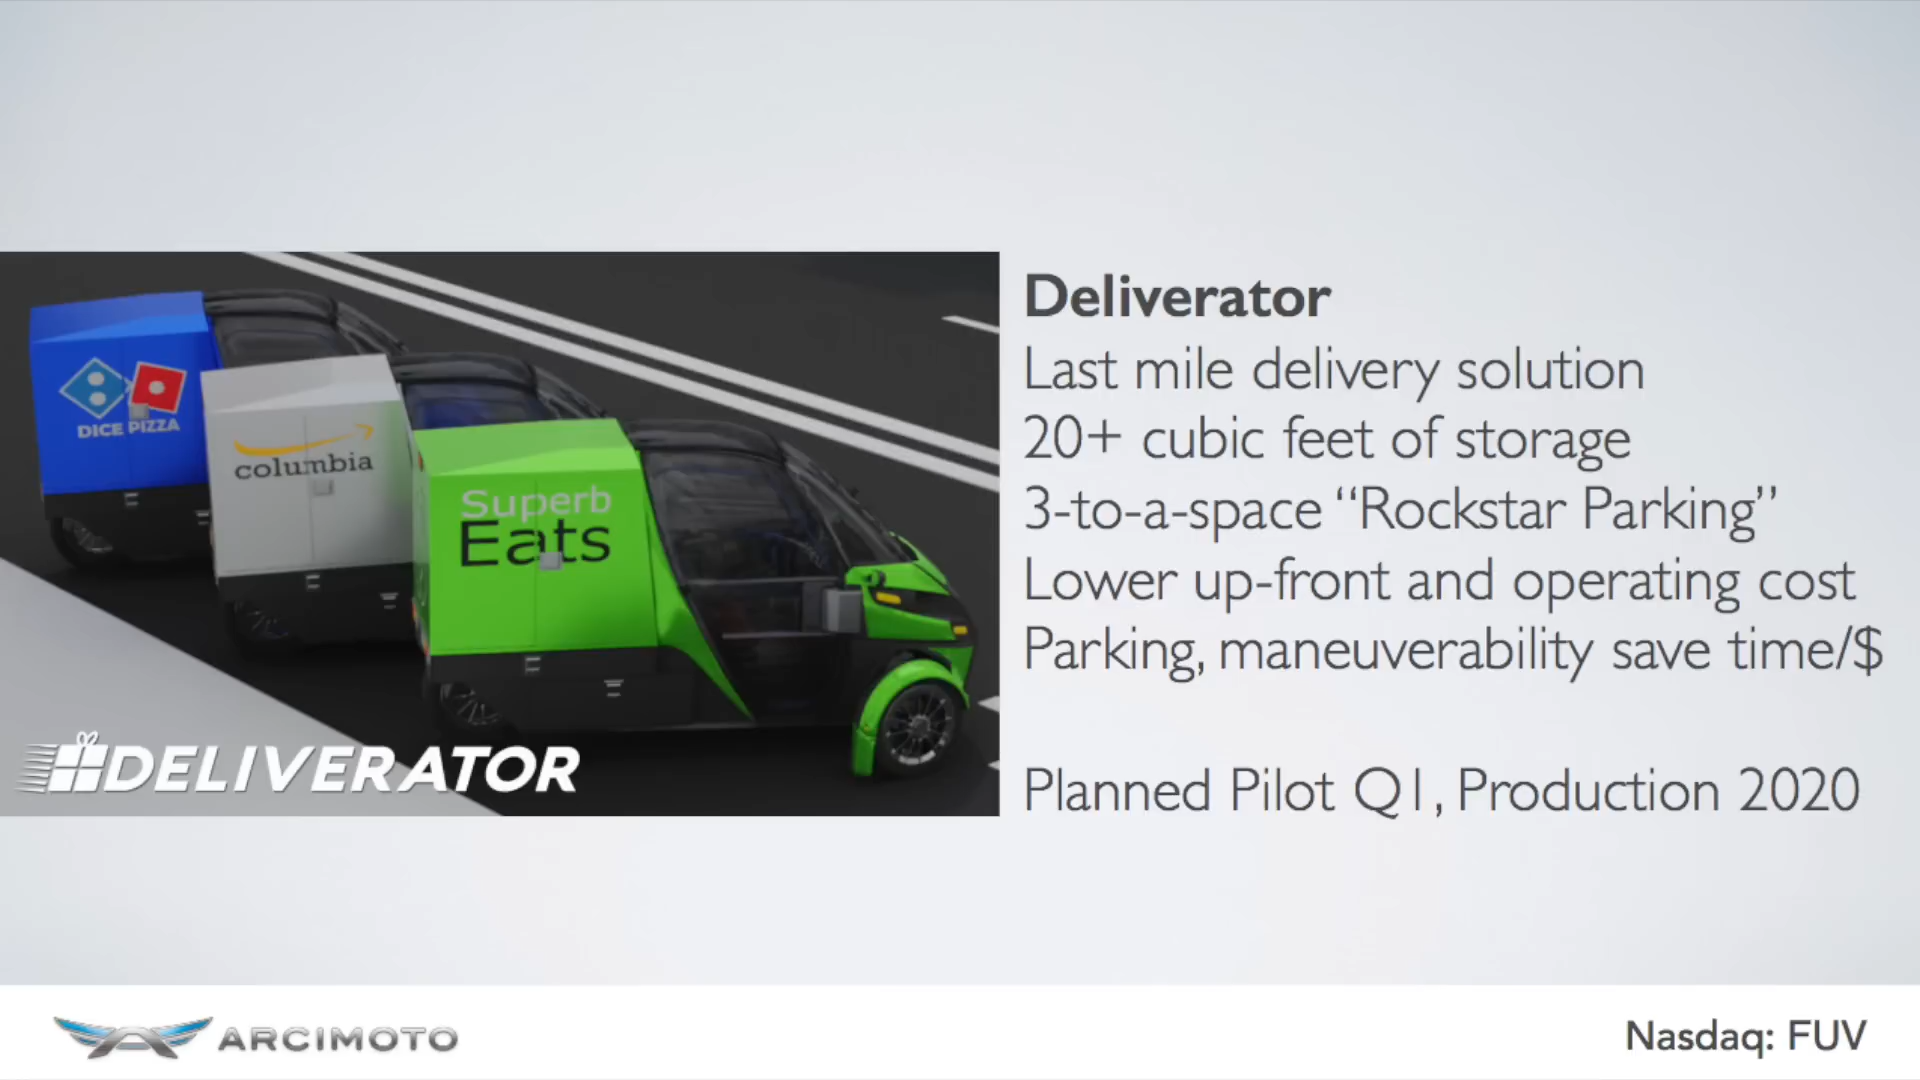 DICE PIZZA
columbia
Superb
Eats
DELIVERATOR
Deliverator
Last mile delivery solution
20+ cubic feet of storage
3-to-a-space “Rockstar Parking”
Lower up-front and operating cost
Parking, maneuverability save time/$
Planned Pilot Q1, Production 2020
ARCIMOTO
Nasdaq: FUV